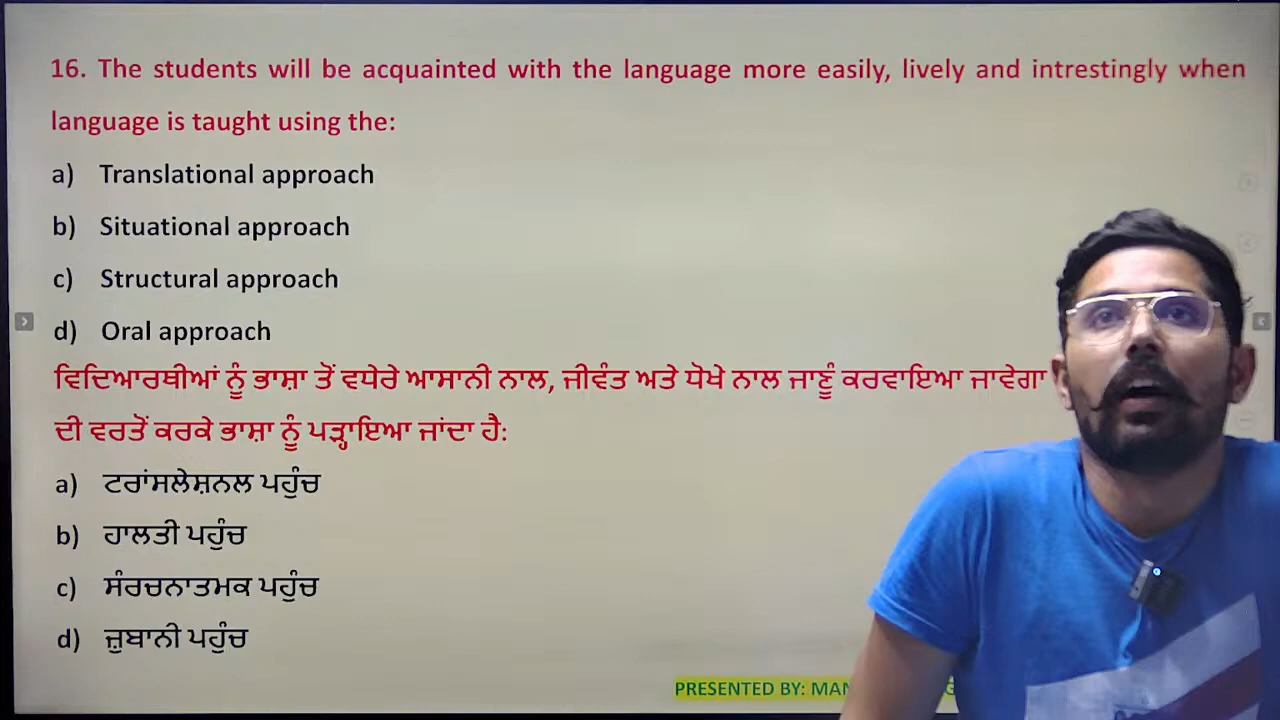 16. The students will be acquainted with the language more easily, lively and intrestingly when
language is taught using the:
a) Translational approach
b) Situational approach
c) Structural approach
d) Oral approach
ਵਿਦਿਆਰਥੀਆਂ ਨੂੰ ਭਾਸ਼ਾ ਤੋਂ ਵਧੇਰੇ ਆਸਾਨੀ ਨਾਲ, ਜੀਵੰਤ ਅਤੇ ਧੋਖੇ ਨਾਲ ਜਾਣੂੰ ਕਰਵਾਇਆ ਜਾਵੇਗਾ
ਦੀ ਵਰਤੋਂ ਕਰਕੇ ਭਾਸ਼ਾ ਨੂੰ ਪੜ੍ਹਾਇਆ ਜਾਂਦਾ ਹੈ:
a) ਟਰਾਂਸਲੇਸ਼ਨਲ ਪਹੁੰਚ
b) ਹਾਲਤੀ ਪਹੁੰਚ
c) ਸੰਰਚਨਾਤਮਕ ਪਹੁੰਚ
d) ਜ਼ੁਬਾਨੀ ਪਹੁੰਚ
PRESENTED BY: